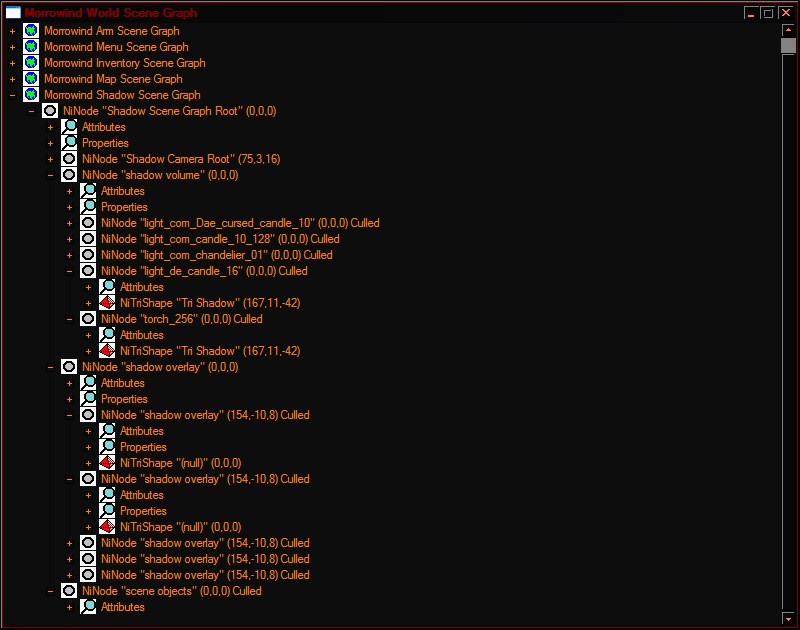 Morrowind World Scene Graph
Morrowind Arm Scene Graph
Morrowind Menu Scene Graph
Morrowind Inventory Scene Graph
Morrowind Map Scene Graph
Morrowind Shadow Scene Graph
NiNode "Shadow Scene Graph Root" (0,0,0)
Attributes
Properties
NiNode "Shadow Camera Root" (75,3,16)
NiNode "shadow volume" (0,0,0)
Attributes
Properties
NiNode "light_com_Dae_cursed_candle_10" (0,0,0) Culled
NiNode "light_com_candle_10_128" (0,0,0) Culled
NiNode "light_com_chandelier_01" (0,0,0) Culled
NiNode "light_de_candle_16" (0,0,0) Culled
Attributes
NiTriShape "Tri Shadow" (167,11,-42)
NiNode "torch_256" (0,0,0) Culled
Attributes
NiTriShape "Tri Shadow" (167,11,-42)
NiNode "shadow overlay" (0,0,0)
Attributes
Properties
NiNode "shadow overlay" (154,-10,8) Culled
Attributes
Properties
NiTriShape "(null)" (0,0,0)
NiNode "shadow overlay" (154,-10,8) Culled
Attributes
Properties
NiTriShape "(null)" (0,0,0)
NiNode "shadow overlay" (154,-10,8) Culled
NiNode "shadow overlay" (154,-10,8) Culled
NiNode "shadow overlay" (154,-10,8) Culled
NiNode "scene objects" (0,0,0) Culled
Attributes